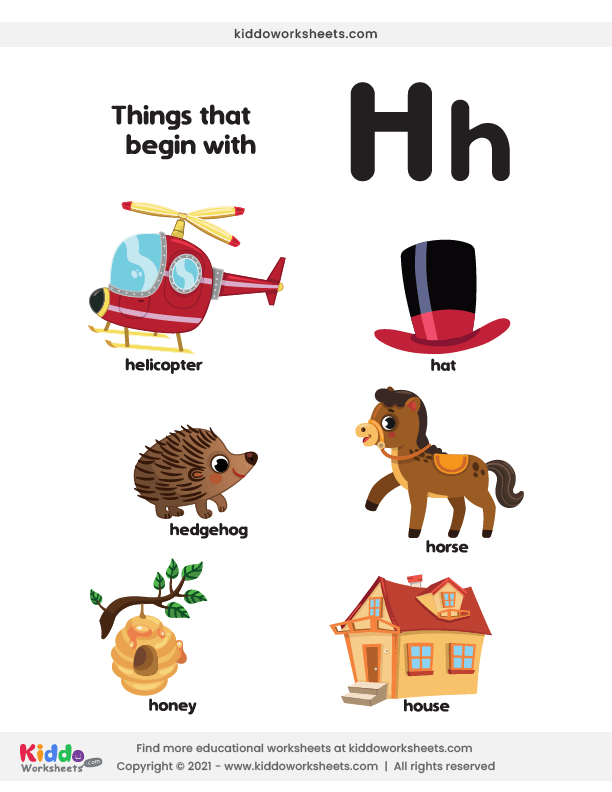 kiddoworksheets.com
Things that
begin with
Hh
helicopter
hat
hedgehog
horse
honey
house
Kiddo
Worksheets.com
Find more educational worksheets at kiddoworksheets.com
Copyright © 2021 - www.kiddoworksheets.com | All rights reserved